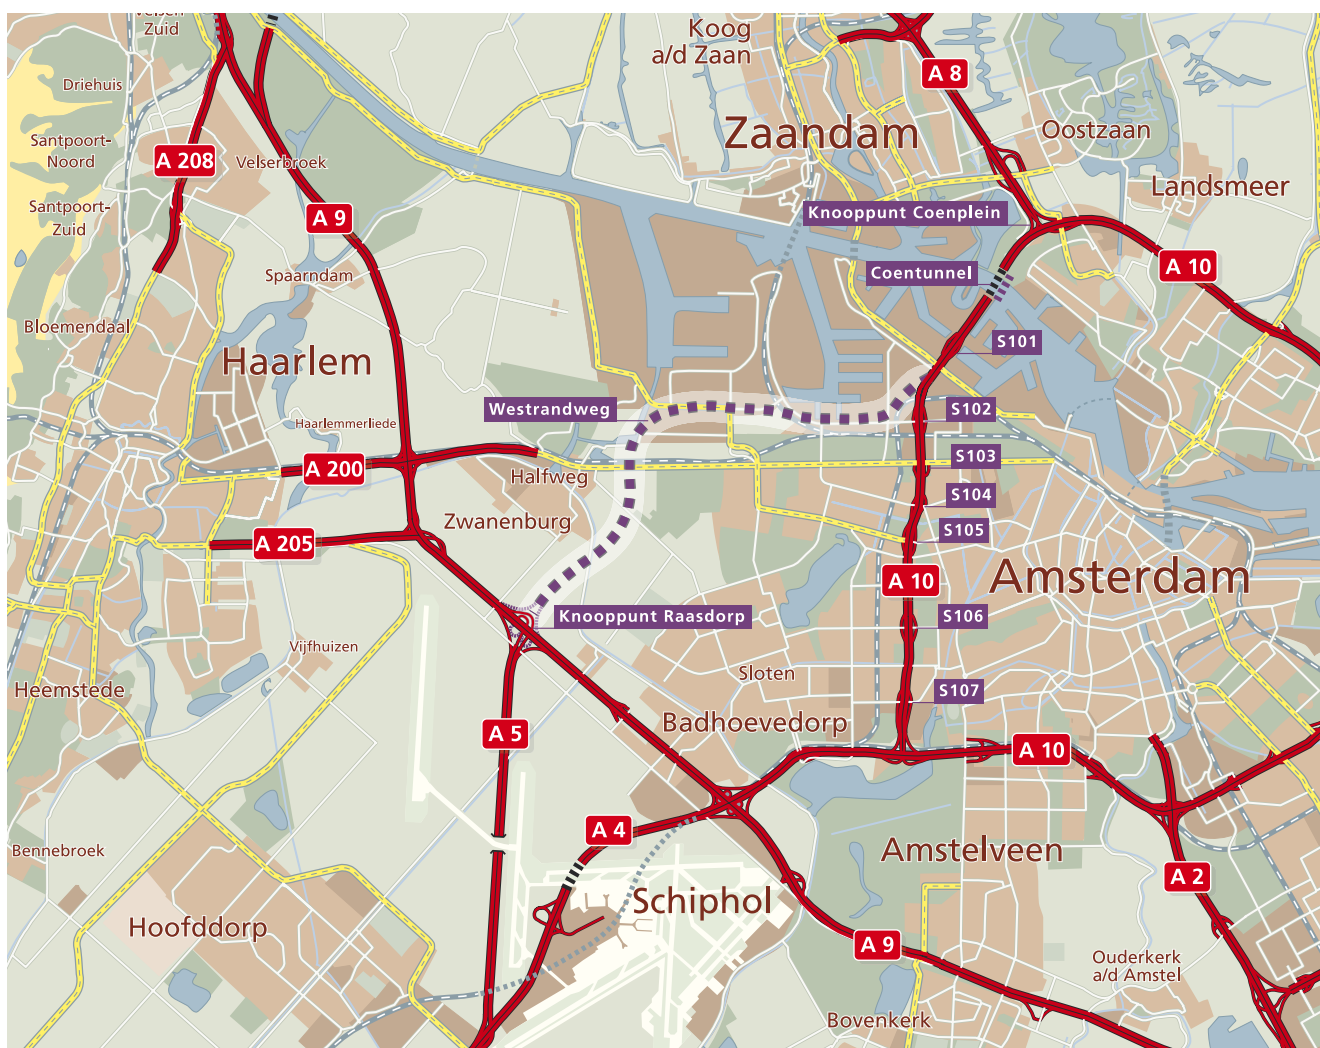 Velsen
Zuid
Koog
a/d Zaan
A 8
Driehuis
Zaandam
Oostzaan
Santpoort-
Noord
A 208
Velserbroek
Landsmeer
Santpoort-
Zuid
A 9
Knooppunt Coenplein
A 10
Coentunnel
Spaarndam
Bloemendaal
S101
Haarlem
Westrandweg
S102
Haarlemmerliede
S103
A 200
Halfweg
S104
Zwanenburg
S105
A 205
A 10
Amsterdam
Knooppunt Raasdorp
S106
Vijfhuizen
Sloten
Heemstede
S107
Badhoevedorp
A 5
A 10
A 4
Bennebroek
Amstelveen
A 2
Schiphol
Hoofddorp
A 9
Ouderkerk
a/d Amstel
Bovenkerk